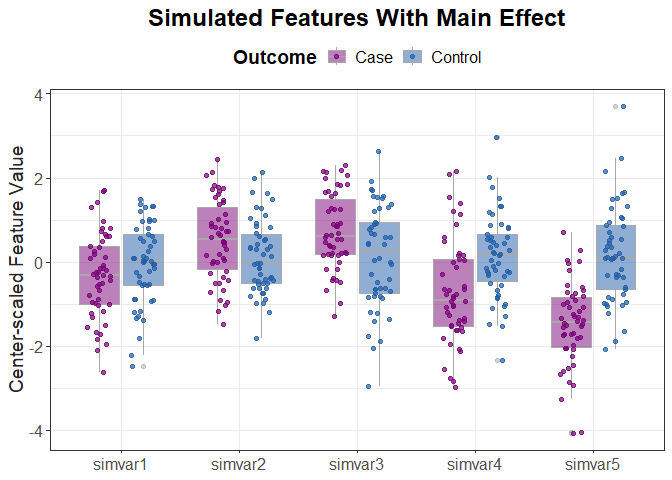 Simulated Features With Main Effect
Outcome Case Control
Center-scaled Feature Value
4
2
0
-2
-4
simvar1 simvar2 simvar3 simvar4 simvar5